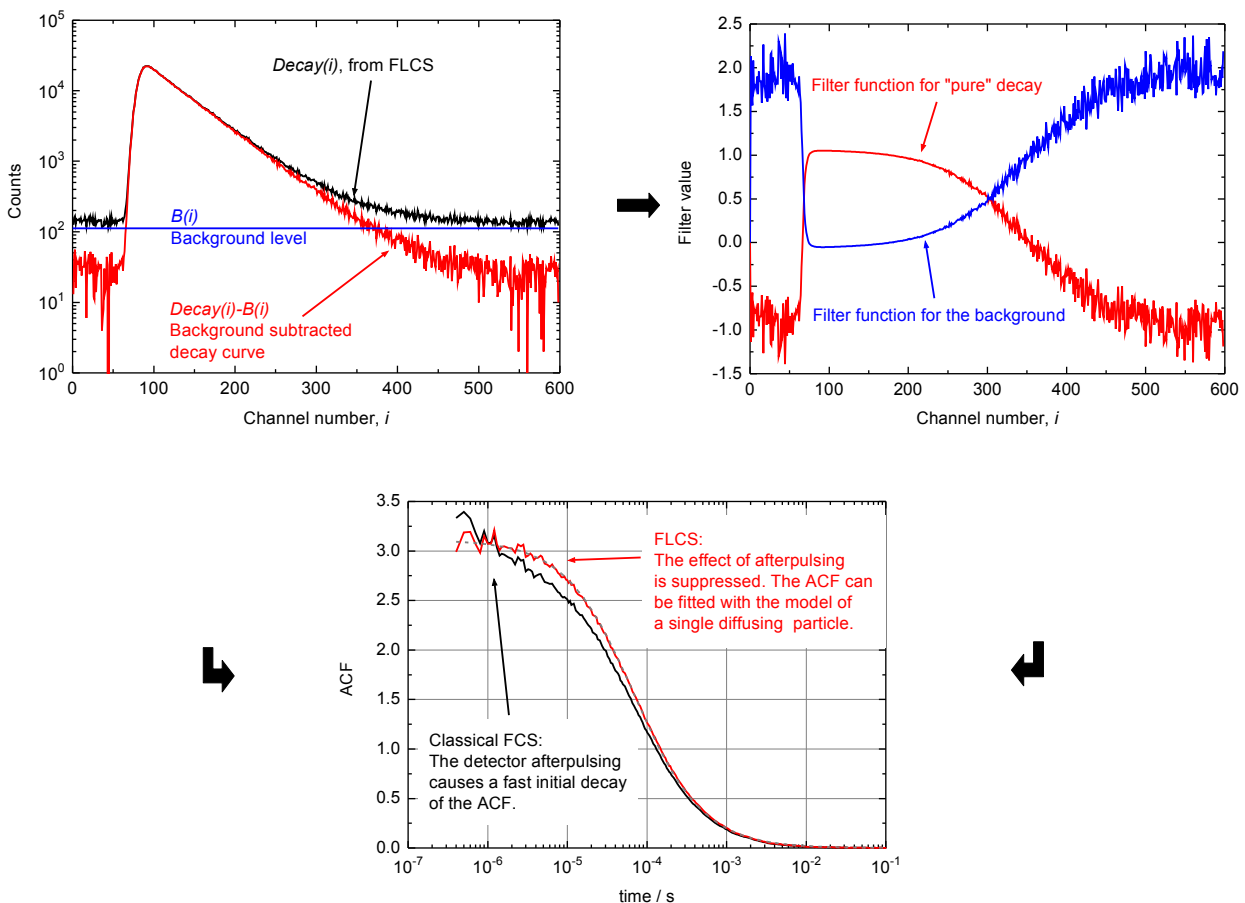 10^5
10^4
10^3
10^2
10^1
10^0
Counts
Decay(i), from FLCS
B(i)
Background level
Decay(i)-B(i)
Background subtracted
decay curve
0 100 200 300 400 500 600
Channel number, i
2.5
2.0
1.5
1.0
0.5
0.0
-0.5
-1.0
-1.5
Filter value
Filter function for "pure" decay
Filter function for the background
0 100 200 300 400 500 600
Channel number, i
3.5
3.0
2.5
2.0
1.5
1.0
0.5
0.0
ACF
FLCS:
The effect of afterpulsing
is suppressed. The ACF can
be fitted with the model of
a single diffusing particle.
Classical FCS:
The detector afterpulsing
causes a fast initial decay
of the ACF.
10^-7 10^-6 10^-5 10^-4 10^-3 10^-2 10^-1
time / s